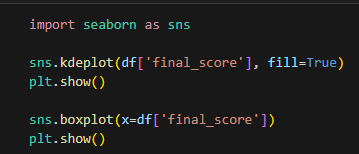 import seaborn as sns
sns.kdeplot(df['final_score'], fill=True)
plt.show()
sns.boxplot(x=df['final_score'])
plt.show()